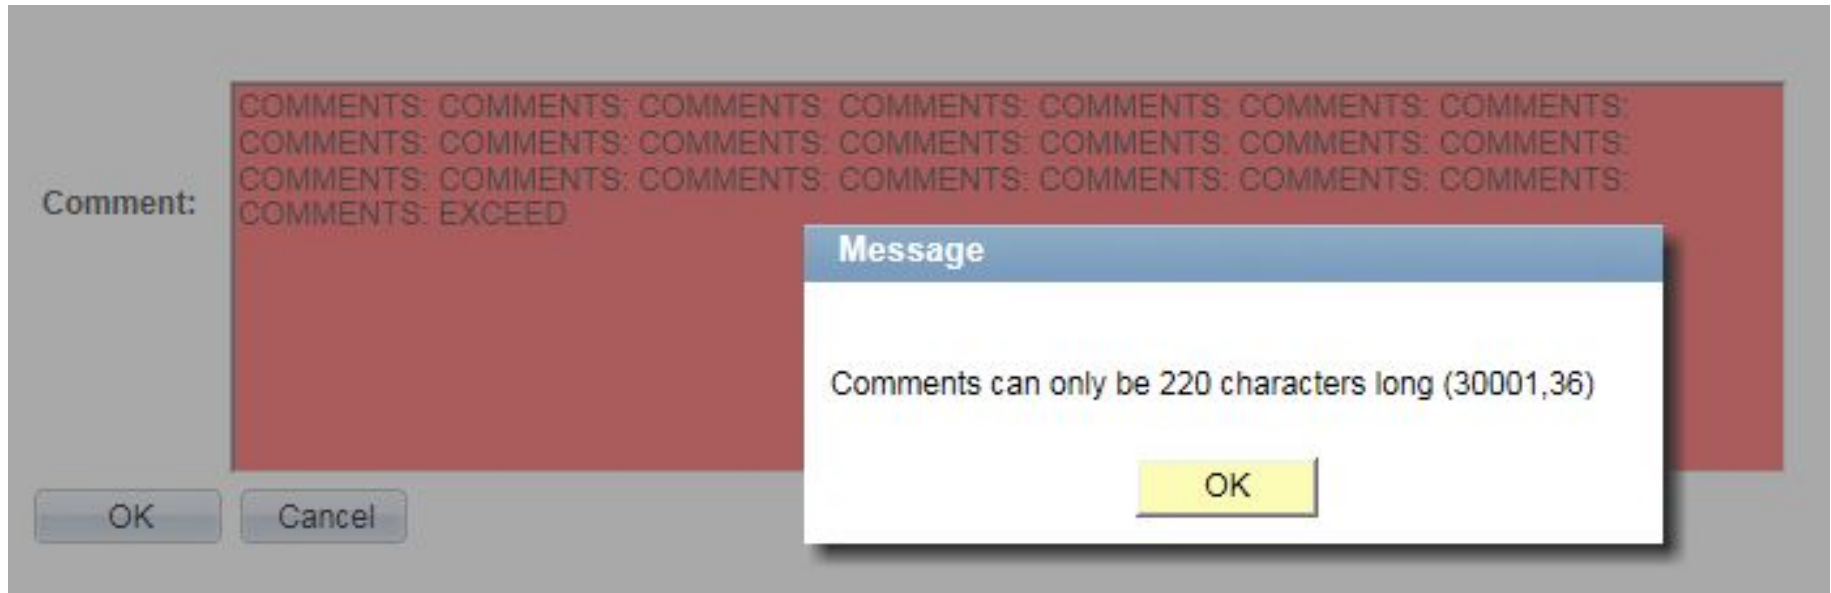 COMMENTS: COMMENTS: COMMENTS: COMMENTS: COMMENTS: COMMENTS: COMMENTS:
COMMENTS: COMMENTS: COMMENTS: COMMENTS: COMMENTS: COMMENTS: COMMENTS:
COMMENTS: COMMENTS: COMMENTS: COMMENTS: COMMENTS: COMMENTS: COMMENTS:
Comment:
COMMENTS: EXCEED
Message
Comments can only be 220 characters long (30001,36)
OK
OK
Cancel